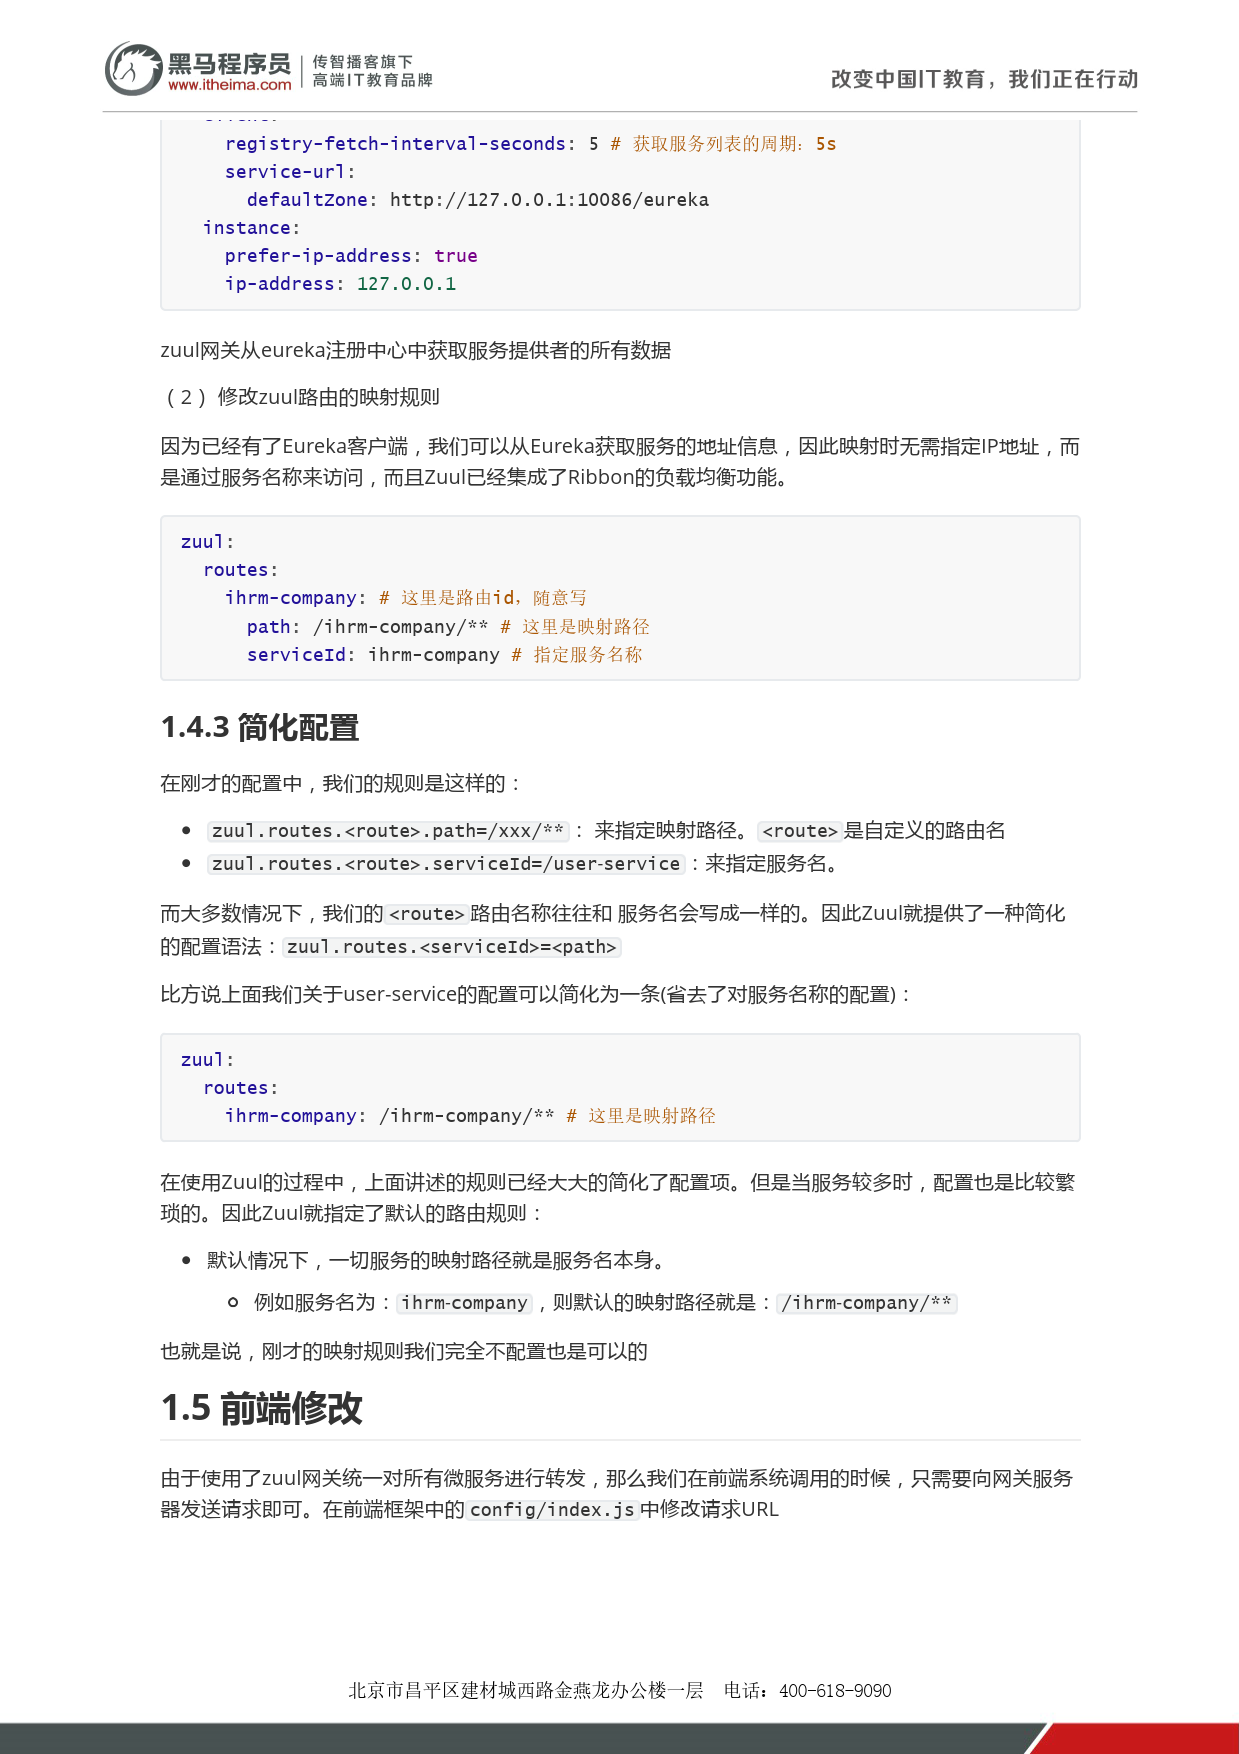 黑马程序员
www.itheima.com
传智播客旗下
高端IT教育品牌
改变中国IT教育，我们正在行动
registry-fetch-interval-seconds: 5 # 获取服务列表的周期：5s
service-url:
defaultZone: http://127.0.0.1:10086/eureka
instance:
prefer-ip-address: true
ip-address: 127.0.0.1
zuul网关从eureka注册中心中获取服务提供者的所有数据
（2） 修改zuul路由的映射规则
因为已经有了Eureka客户端，我们可以从Eureka获取服务的地址信息，因此映射时无需指定IP地址，而
是通过服务名称来访问，而且Zuul已经集成了Ribbon的负载均衡功能。
zuul:
routes:
ihrm-company: # 这里是路由id，随意写
path: /ihrm-company/** # 这里是映射路径
serviceId: ihrm-company # 指定服务名称
1.4.3 简化配置
在刚才的配置中，我们的规则是这样的：
• zuul.routes.<route>.path=/xxx/** ： 来指定映射路径。<route>是自定义的路由名
• zuul.routes.<route>.serviceId=/user-service：来指定服务名。
而大多数情况下，我们的<route>路由名称往往和 服务名会写成一样的。因此Zuul就提供了一种简化
的配置语法：zuul.routes.<serviceId>=<path>
比方说上面我们关于user-service的配置可以简化为一条(省去了对服务名称的配置)：
zuul:
routes:
ihrm-company: /ihrm-company/** # 这里是映射路径
在使用Zuul的过程中，上面讲述的规则已经大大的简化了配置项。但是当服务较多时，配置也是比较繁
琐的。因此Zuul就指定了默认的路由规则：
• 默认情况下，一切服务的映射路径就是服务名本身。
例如服务名为：ihrm-company，则默认的映射路径就是：/ihrm-company/**
也就是说，刚才的映射规则我们完全不配置也是可以的
1.5 前端修改
由于使用了zuul网关统一对所有微服务进行转发，那么我们在前端系统调用的时候，只需要向网关服务
器发送请求即可。在前端框架中的config/index.js中修改请求URL
北京市昌平区建材城西路金燕龙办公楼一层 电话：400-618-9090